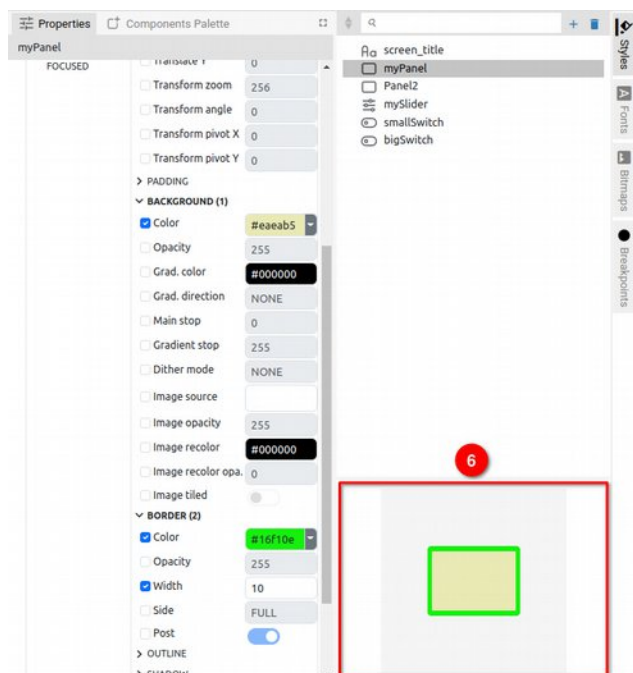 Properties Components Palette
myPanel
FOCUSED
Translate Y 0
Transform zoom 256
Transform angle 0
Transform pivot X 0
Transform pivot Y 0
PADDING
BACKGROUND (1)
Color #eaeab5
Opacity 255
Grad. color #000000
Grad. direction NONE
Main stop 0
Gradient stop 255
Dither mode NONE
Image source
Image opacity 255
Image recolor #000000
Image recolor opa. 0
Image tiled
BORDER (2)
Color #16f10e
Opacity 255
Width 10
Side FULL
Post
OUTLINE
SHADOW
screen_title
myPanel
Panel2
mySlider
smallSwitch
bigSwitch
6
Styles
Fonts
Bitmaps
Breakpoints